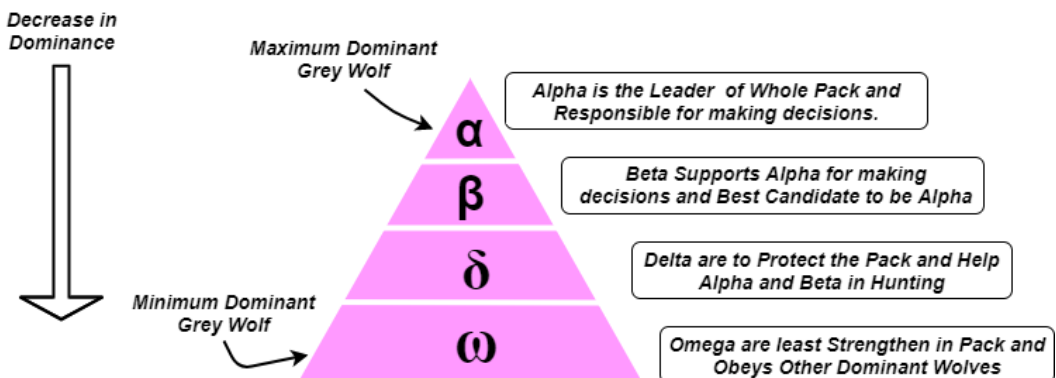 Decrease in
Dominance
Maximum Dominant
Grey Wolf
Alpha is the Leader of Whole Pack and
Responsible for making decisions.
α
Beta Supports Alpha for making
decisions and Best Candidate to be Alpha
β
Delta are to Protect the Pack and Help
Alpha and Beta in Hunting
δ
Minimum Dominant
Grey Wolf
Omega are least Strengthen in Pack and
Obeys Other Dominant Wolves
ω